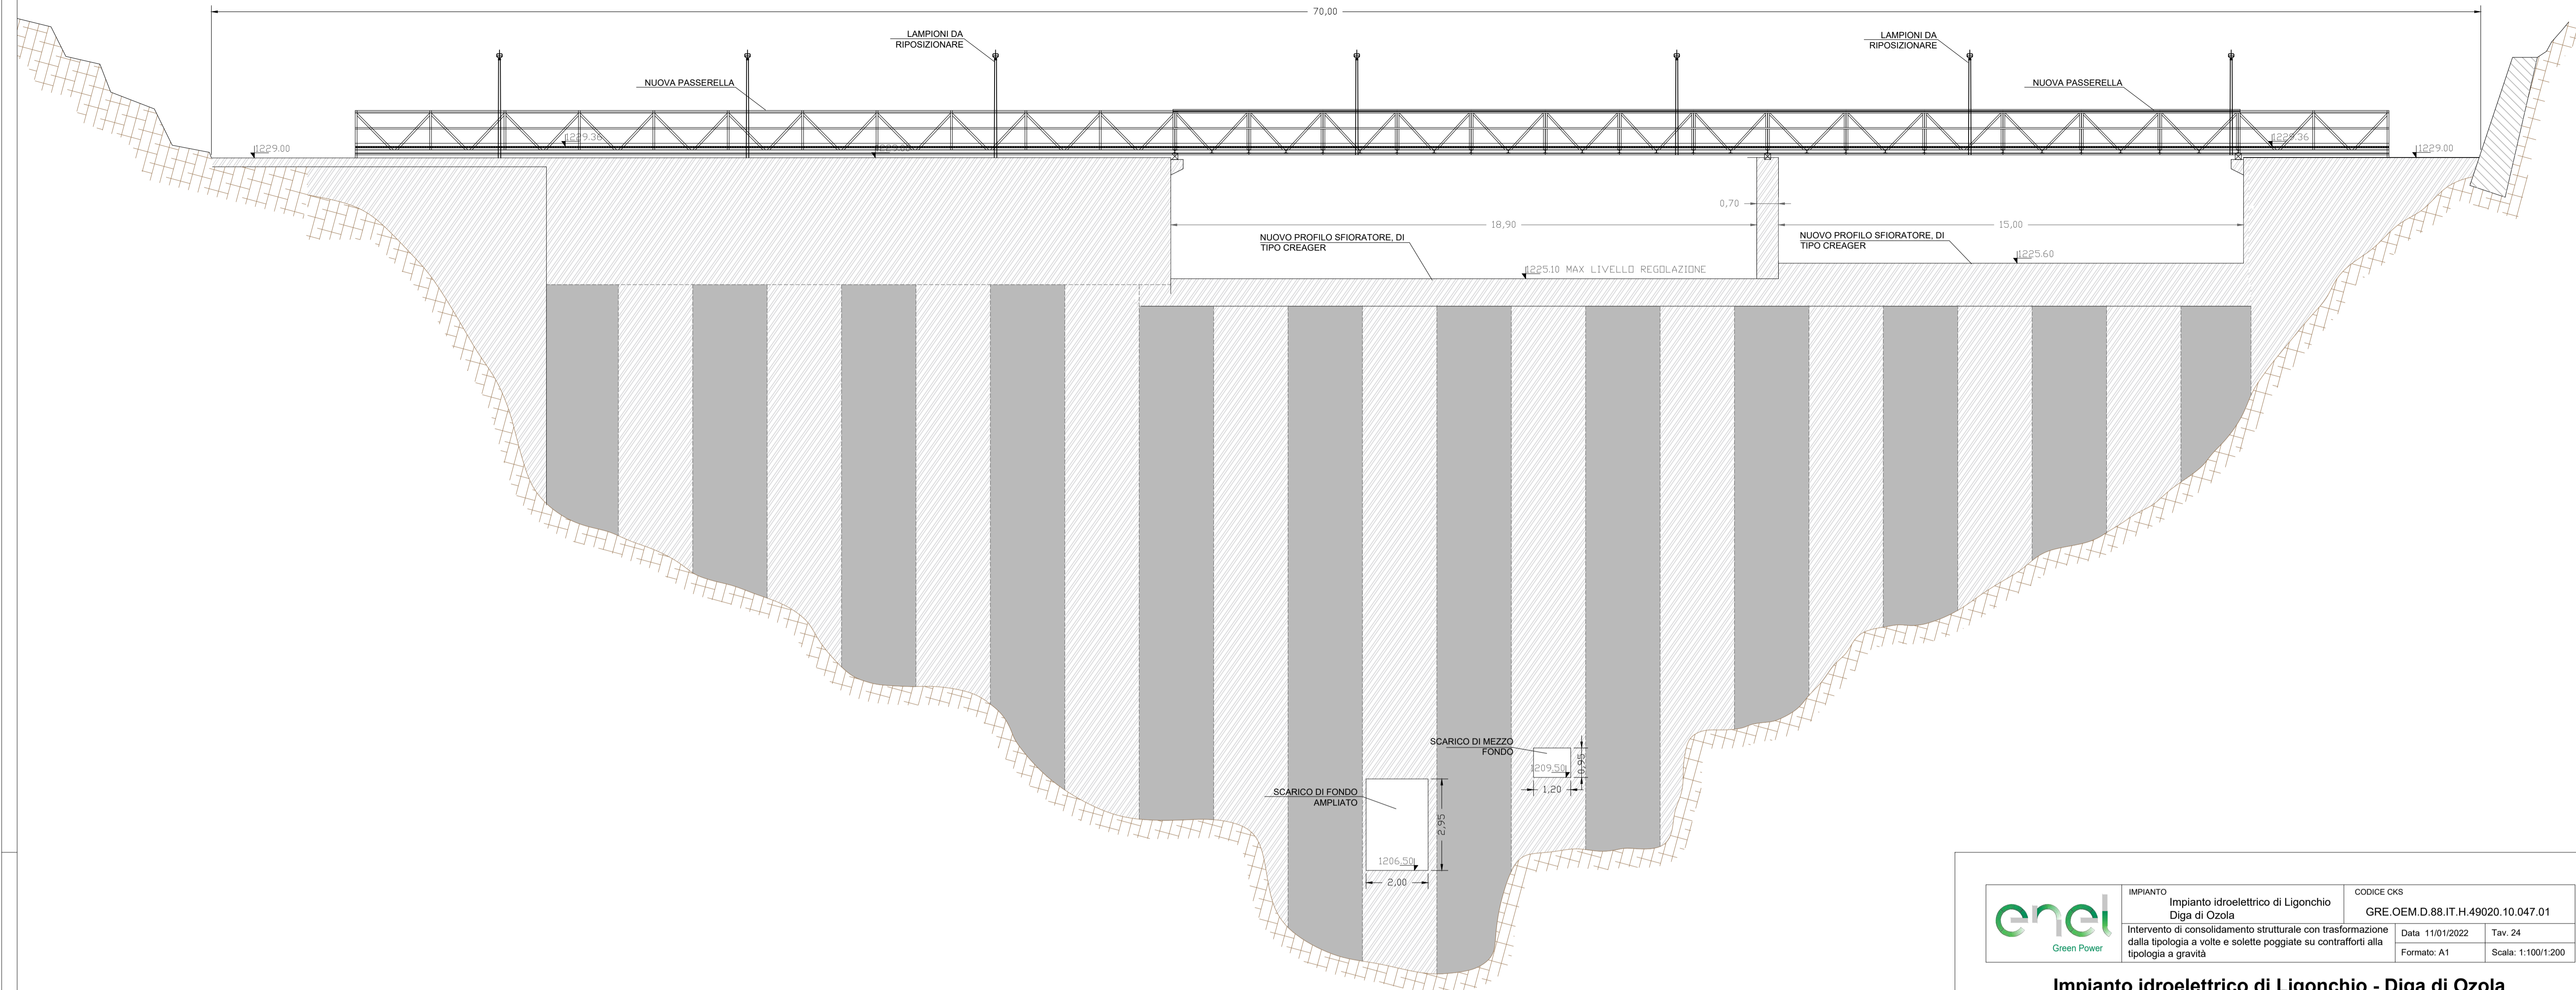 70,00
LAMPIONI DA
RIPOSIZIONARE
LAMPIONI DA
RIPOSIZIONARE
NUOVA PASSERELLA
NUOVA PASSERELLA
1229.36
1229.36
1229.00
1229.00
0,70
18,90
15,00
NUOVO PROFILO SFIORATORE, DI
TIPO CREAGER
NUOVO PROFILO SFIORATORE, DI
TIPO CREAGER
1225.60
1225.10 MAX LIVELLO REGOLAZIONE
SCARICO DI MEZZO
FONDO
1209,50
0,95
1,20
SCARICO DI FONDO
AMPLIATO
2,95
1206,50
2,00
enel
Green Power
IMPIANTO
Impianto idroelettrico di Ligonchio
Diga di Ozola
CODICE CKS
GRE.OEM.D.88.IT.H.49020.10.047.01
Intervento di consolidamento strutturale con trasformazione
dalla tipologia a volte e solette poggiate su contrafforti alla
tipologia a gravità
Data 11/01/2022
Tav. 24
Formato: A1
Scala: 1:100/1:200
Impianto idroelettrico di Ligonchio - Diga di Ozola